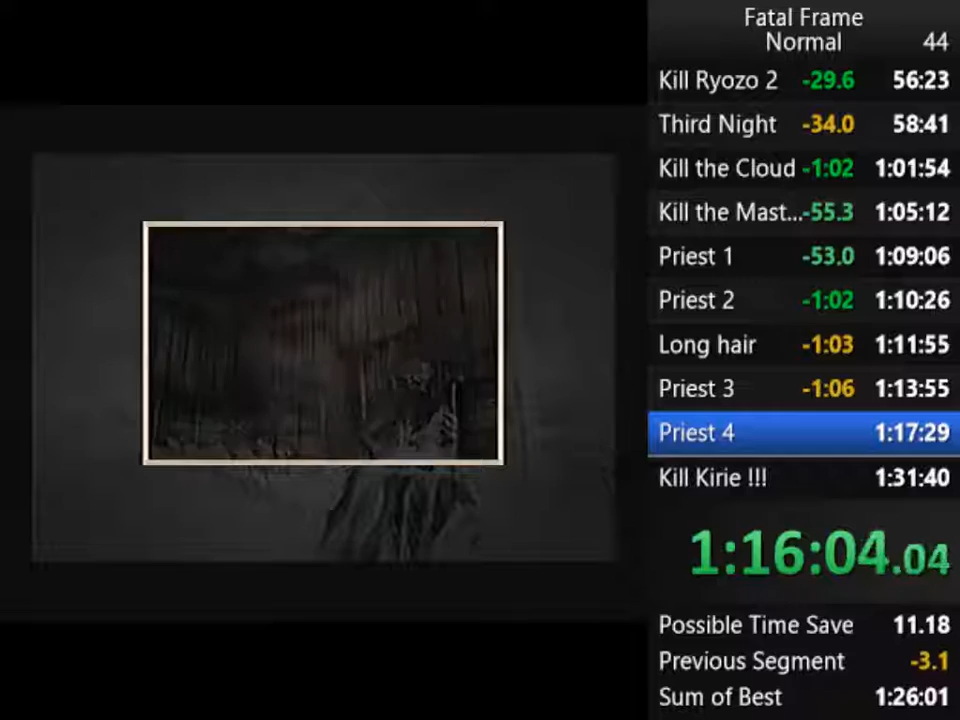 Fatal Frame
Normal 44
Kill Ryozo 2 -29.6 56:23
Third Night -34.0 58:41
Kill the Cloud -1:02 1:01:54
Kill the Mast...-55.3 1:05:12
Priest 1 -53.0 1:09:06
Priest 2 -1:02 1:10:26
Long hair -1:03 1:11:55
Priest 3 -1:06 1:13:55
Priest 4 1:17:29
Kill Kirie !!! 1:31:40
1:16:04.04
Possible Time Save 11.18
Previous Segment -3.1
Sum of Best 1:26:01